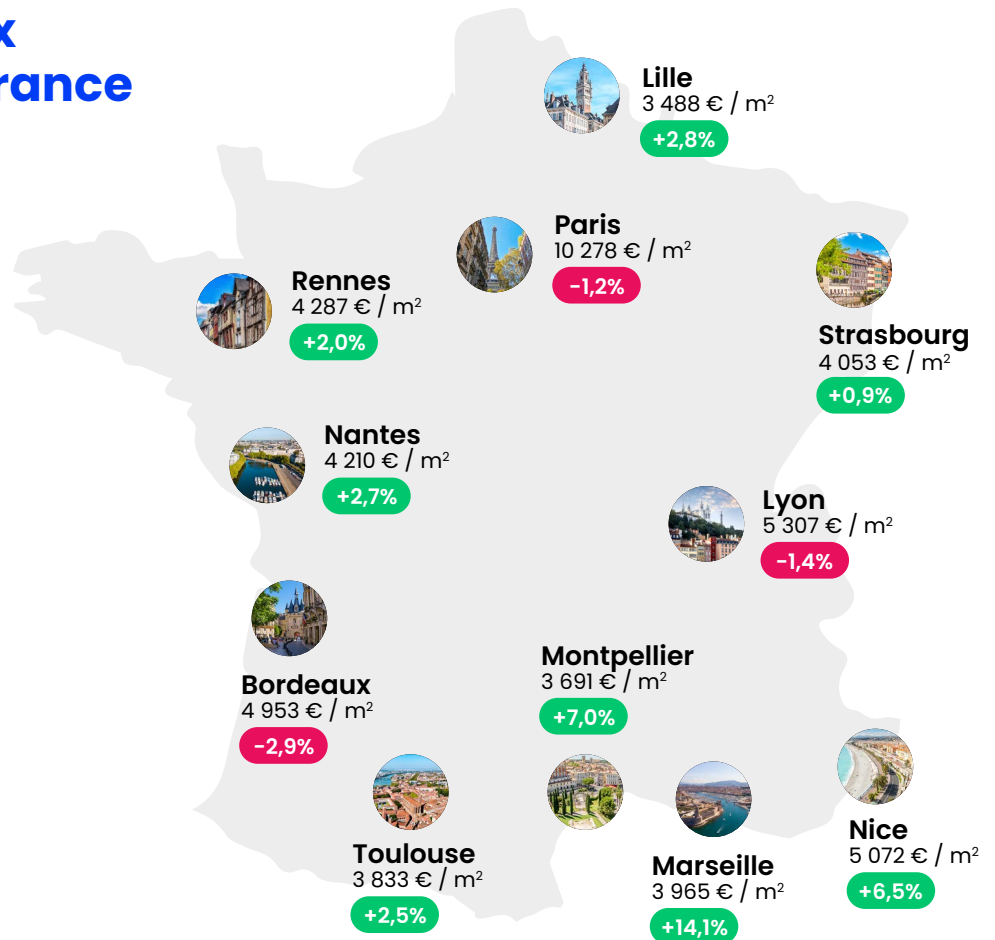 x
rance
Lille
3 488 € / m²
+2,8%
Paris
10 278 € / m²
-1,2%
Rennes
4 287 € / m²
+2,0%
Strasbourg
4 053 € / m²
+0,9%
Nantes
4 210 € / m²
+2,7%
Lyon
5 307 € / m²
-1,4%
Bordeaux
4 953 € / m²
-2,9%
Montpellier
3 691 € / m²
+7,0%
Toulouse
3 833 € / m²
+2,5%
Marseille
3 965 € / m²
+14,1%
Nice
5 072 € / m²
+6,5%